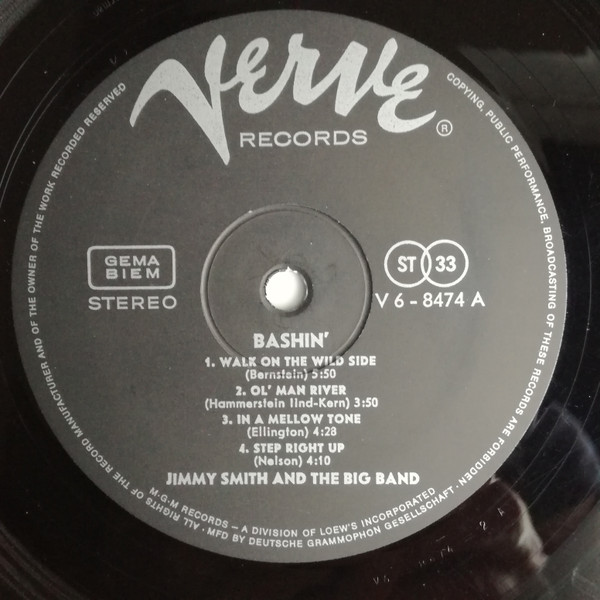 Verve
RECORDS
®
GEMA
BIEM
STEREO
ST 33
V 6 - 8474 A
BASHIN'
1. WALK ON THE WILD SIDE
(Bernstein) 5:50
2. OL' MAN RIVER
(Hammerstein IInd-Kern) 3:50
3. IN A MELLOW TONE
(Ellington) 4:28
4. STEP RIGHT UP
(Nelson) 4:10
JIMMY SMITH AND THE BIG BAND
M-G-M RECORDS – A DIVISION OF LOEW'S INCORPORATED
· ALL RIGHTS OF THE RECORD MANUFACTURER AND OF THE OWNER OF THE WORK RECORDED RESERVED
COPYING, PUBLIC PERFORMANCE, BROADCASTING OF THESE RECORDS ARE FORBIDDEN · MFD BY DEUTSCHE GRAMMOPHON GESELLSCHAFT ·